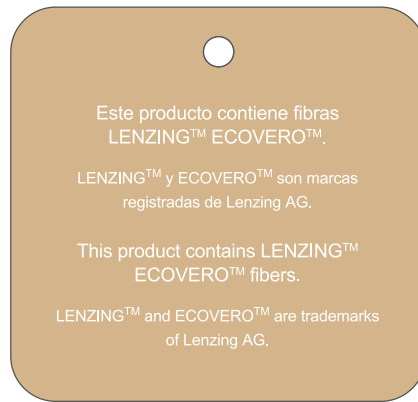 Este producto contiene fibras
LENZING™ ECOVERO™.
LENZING™ y ECOVERO™ son marcas
registradas de Lenzing AG.
This product contains LENZING™
ECOVERO™ fibers.
LENZING™ and ECOVERO™ are trademarks
of Lenzing AG.